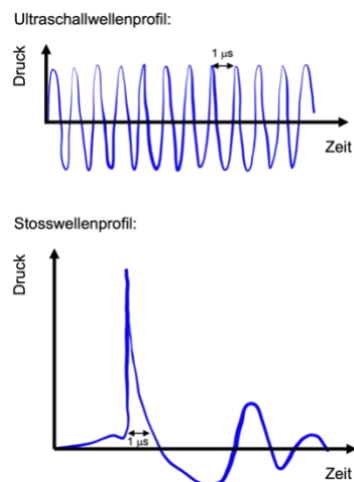 Ultraschallwellenprofil:
Druck
1 µs
Zeit
Stosswellenprofil:
Druck
1 µs
Zeit